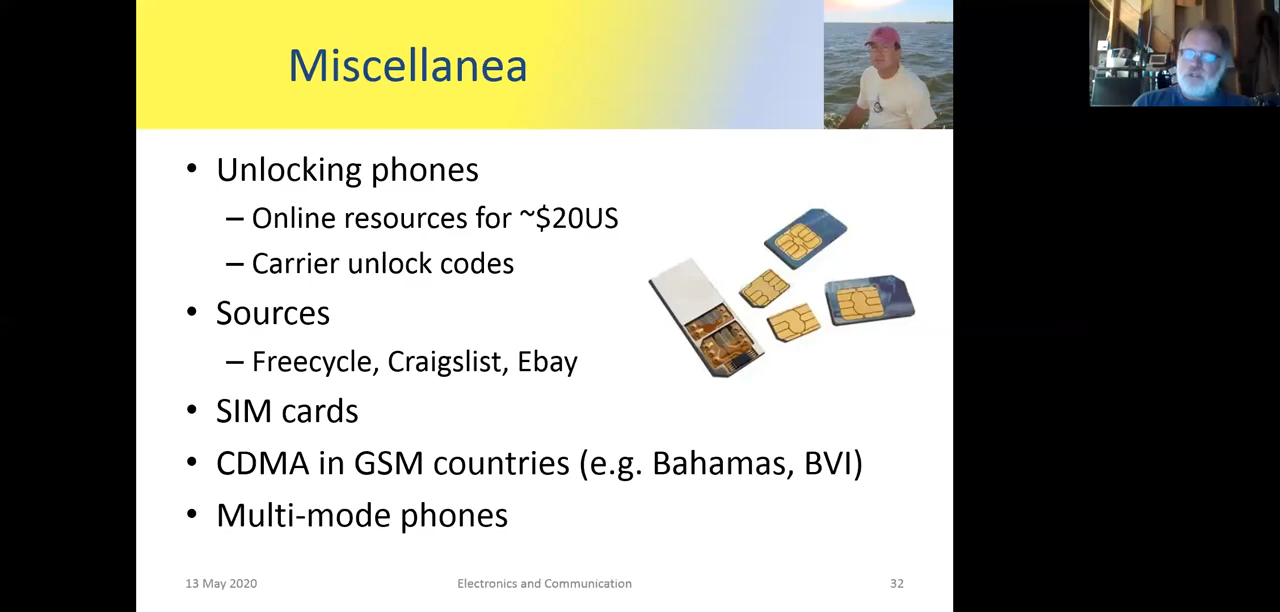 Miscellanea
• Unlocking phones
– Online resources for ~$20US
– Carrier unlock codes
• Sources
– Freecycle, Craigslist, Ebay
• SIM cards
• CDMA in GSM countries (e.g. Bahamas, BVI)
• Multi-mode phones
13 May 2020
Electronics and Communication
32